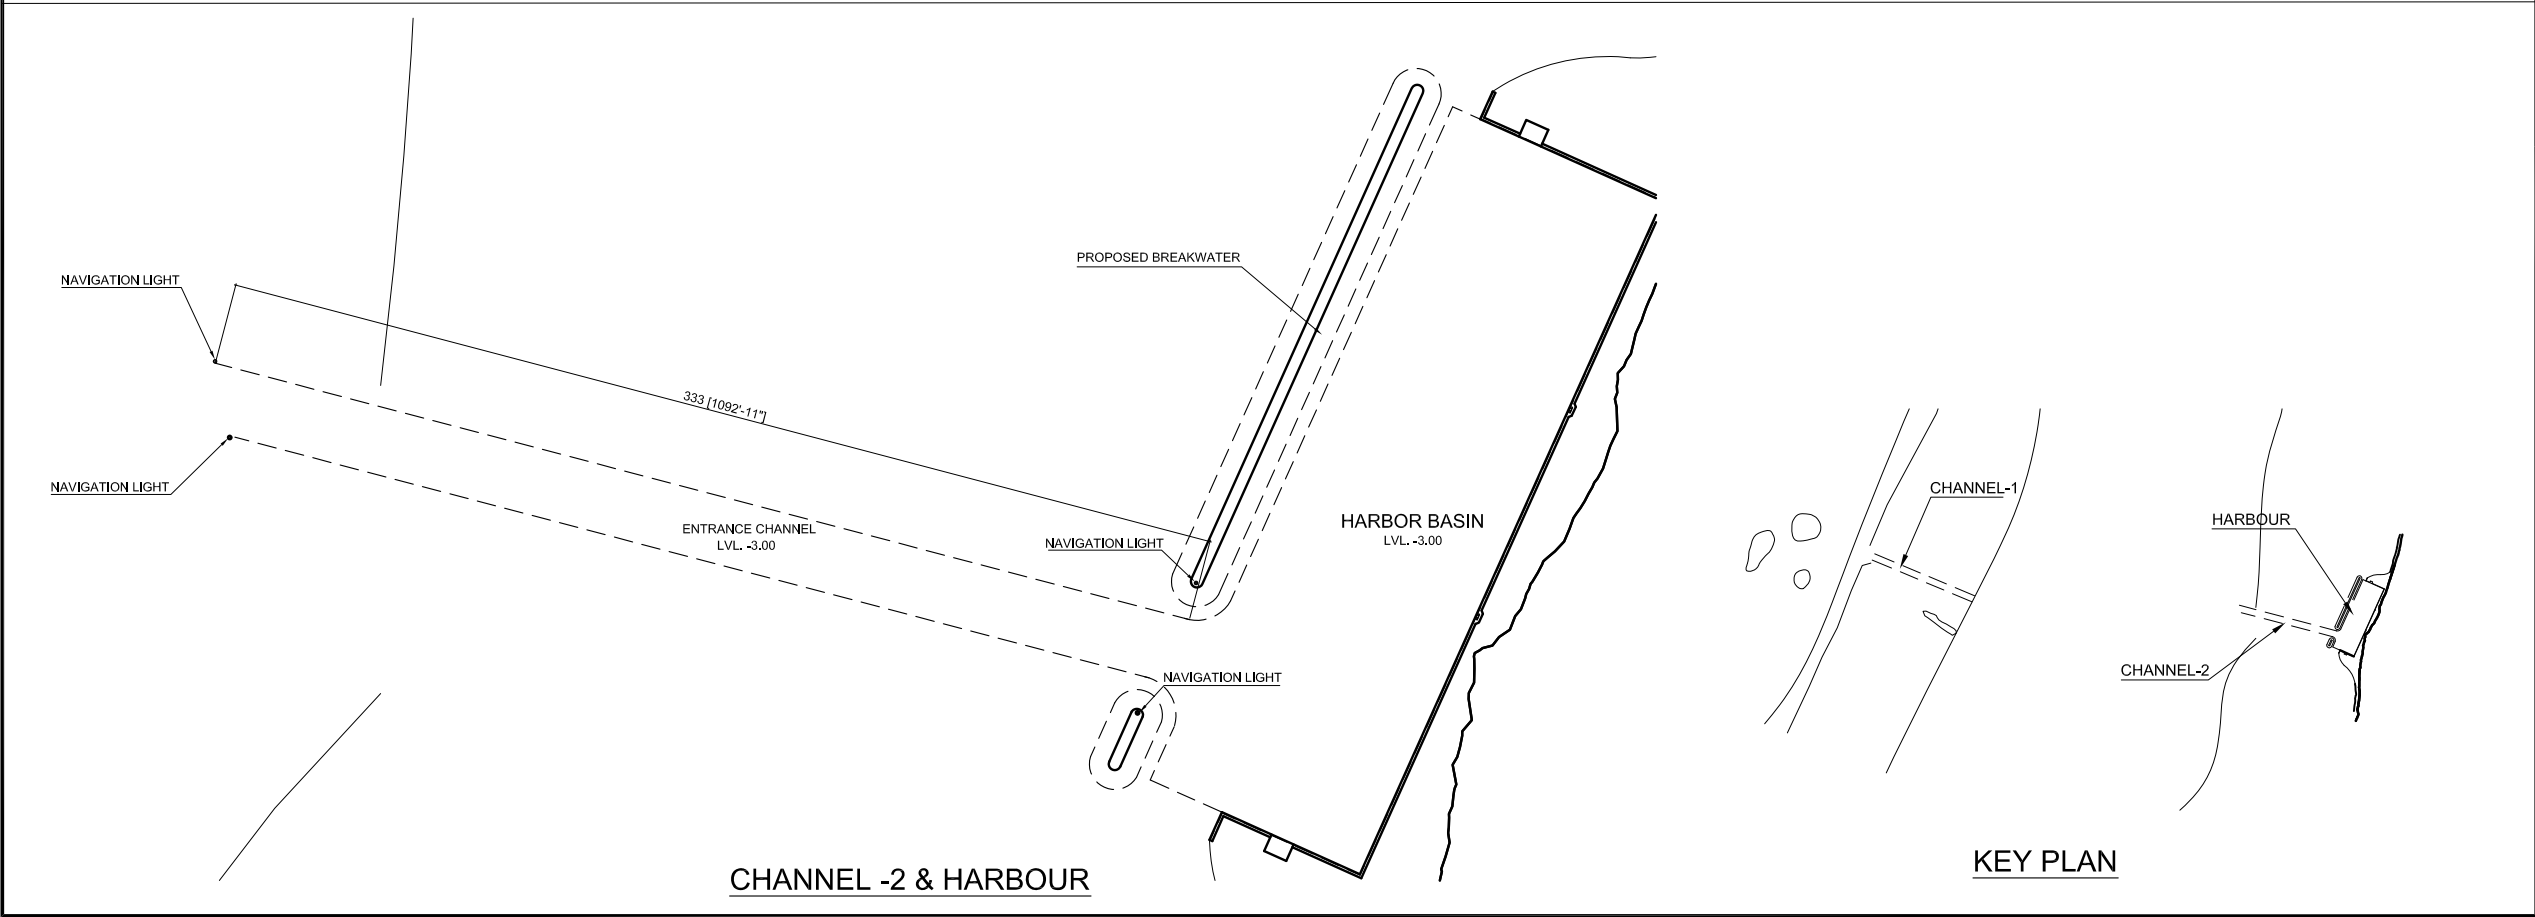 PROPOSED BREAKWATER
NAVIGATION LIGHT
333 [1092'-11"]
NAVIGATION LIGHT
ENTRANCE CHANNEL
LVL. -3.00
NAVIGATION LIGHT
HARBOR BASIN
LVL. -3.00
NAVIGATION LIGHT
CHANNEL -2 & HARBOUR
CHANNEL-1
HARBOUR
CHANNEL-2
KEY PLAN